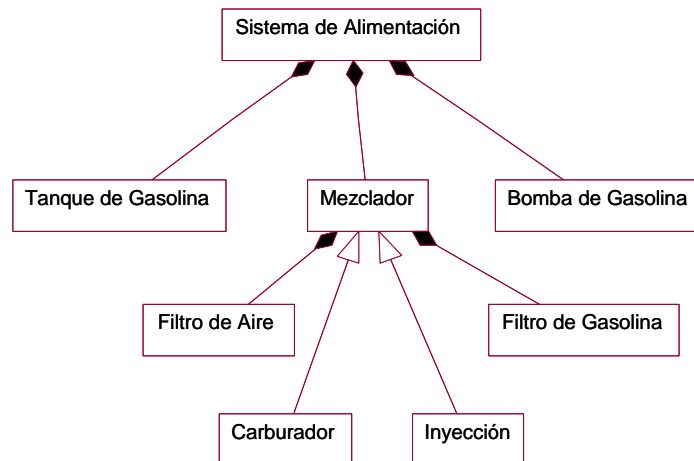 Sistema de Alimentación
Tanque de Gasolina
Mezclador
Bomba de Gasolina
Filtro de Aire
Filtro de Gasolina
Carburador
Inyección